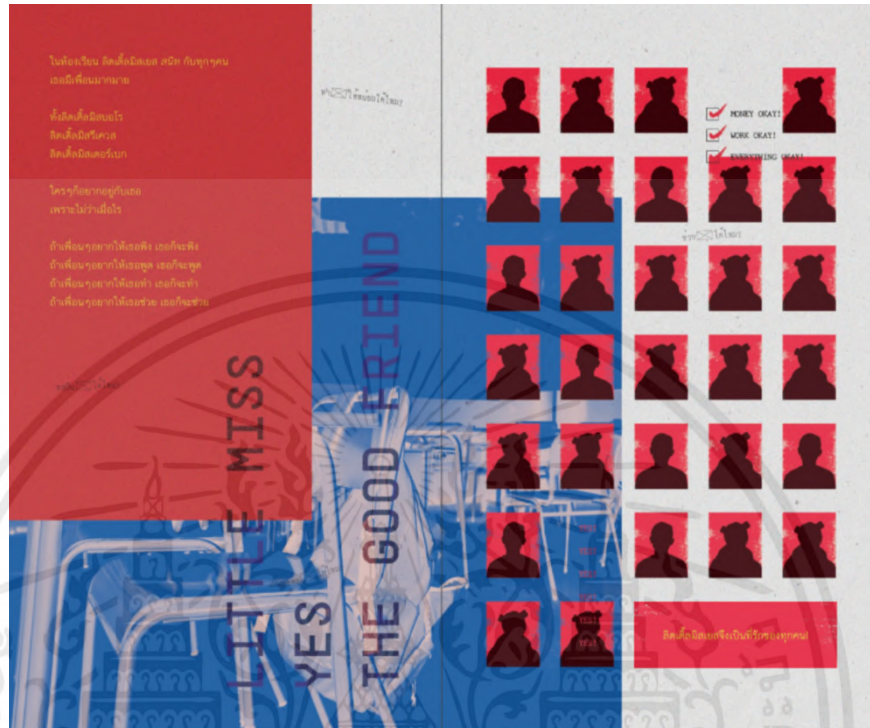 ในห้องเรียน ลิตเติ้ลมิสเยส สนิท กับทุกๆคน
เธอมีเพื่อนมากมาย
ทั้งลิตเติ้ลมิสบอโร
ลิตเติ้ลมิสรีเควส
ลิตเติ้ลมิสเตอร์เบก
ใครๆก็อยากอยู่กับเธอ
เพราะไม่ว่าเมื่อไร
ถ้าเพื่อนๆอยากให้เธอฟัง เธอก็จะฟัง
ถ้าเพื่อนๆอยากให้เธอพูด เธอก็จะพูด
ถ้าเพื่อนๆอยากให้เธอทำ เธอก็จะทำ
ถ้าเพื่อนๆอยากให้เธอช่วย เธอก็จะช่วย
LITTLE MISS
YES
THE GOOD FRIEND
MONEY OKAY!
WORK OKAY!
EVERYTHING OKAY!
ลิตเติ้ลมิสเยสจึงเป็นที่รักของทุกคน!